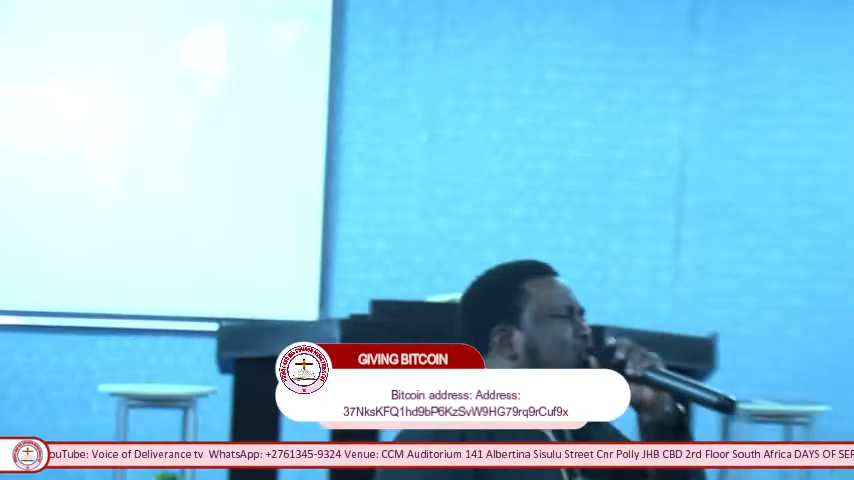 GIVING BITCOIN
Bitcoin address: Address:
37NksKFQ1hd9bP6KzSvW9HG79rq9rCuf9x
ouTube: Voice of Deliverance tv WhatsApp: +2761345-9324 Venue: CCM Auditorium 141 Albertina Sisulu Street Cnr Polly JHB CBD 2rd Floor South Africa DAYS OF SER